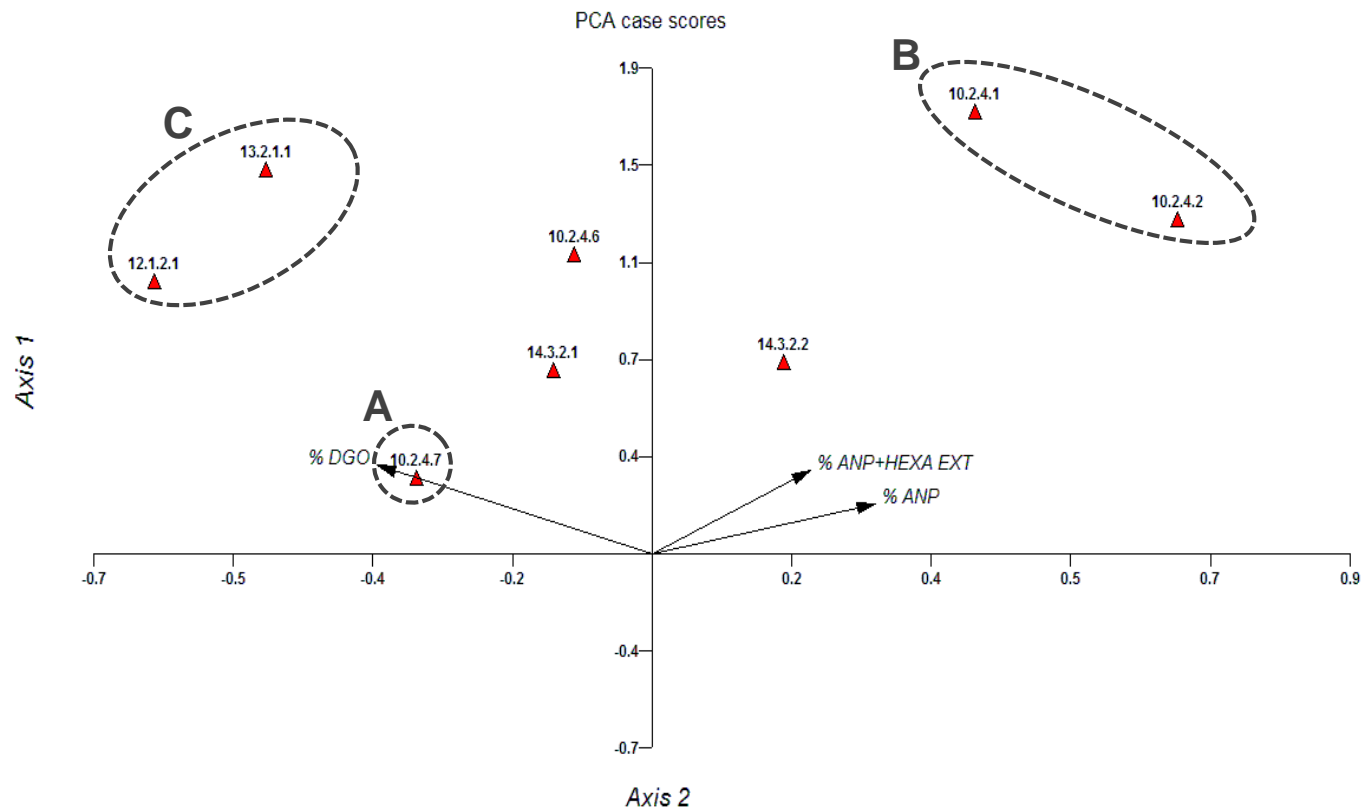 PCA case scores
B
1.9
10.2.4.1
C
13.2.1.1
1.5
10.2.4.2
10.2.4.6
12.1.2.1
1.1
Axis 1
14.3.2.1
0.7
14.3.2.2
A
% DGO
10.2.4.7
0.4
% ANP+HEXA EXT
% ANP
-0.7 -0.5 -0.4 -0.2 0.2 0.4 0.5 0.7 0.9
-0.4
-0.7
Axis 2